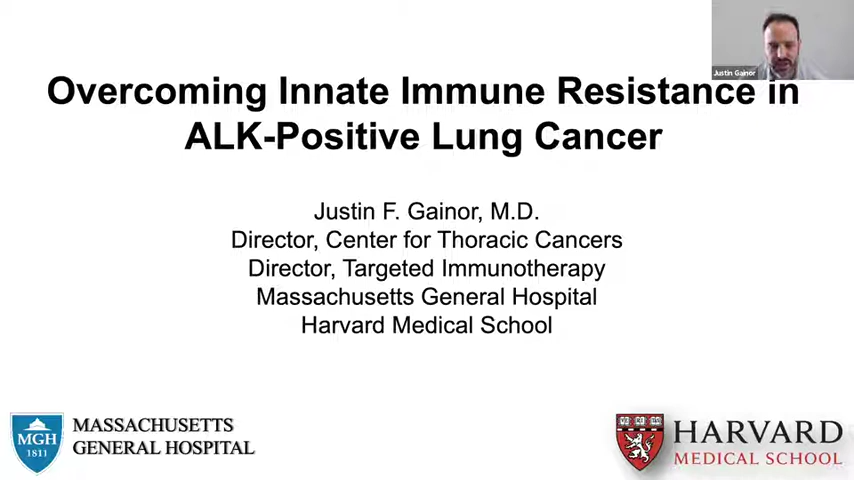 Justin Gainor
Overcoming Innate Immune Resistance in
ALK-Positive Lung Cancer
Justin F. Gainor, M.D.
Director, Center for Thoracic Cancers
Director, Targeted Immunotherapy
Massachusetts General Hospital
Harvard Medical School
MGH
1811
MASSACHUSETTS
GENERAL HOSPITAL
HARVARD
MEDICAL SCHOOL